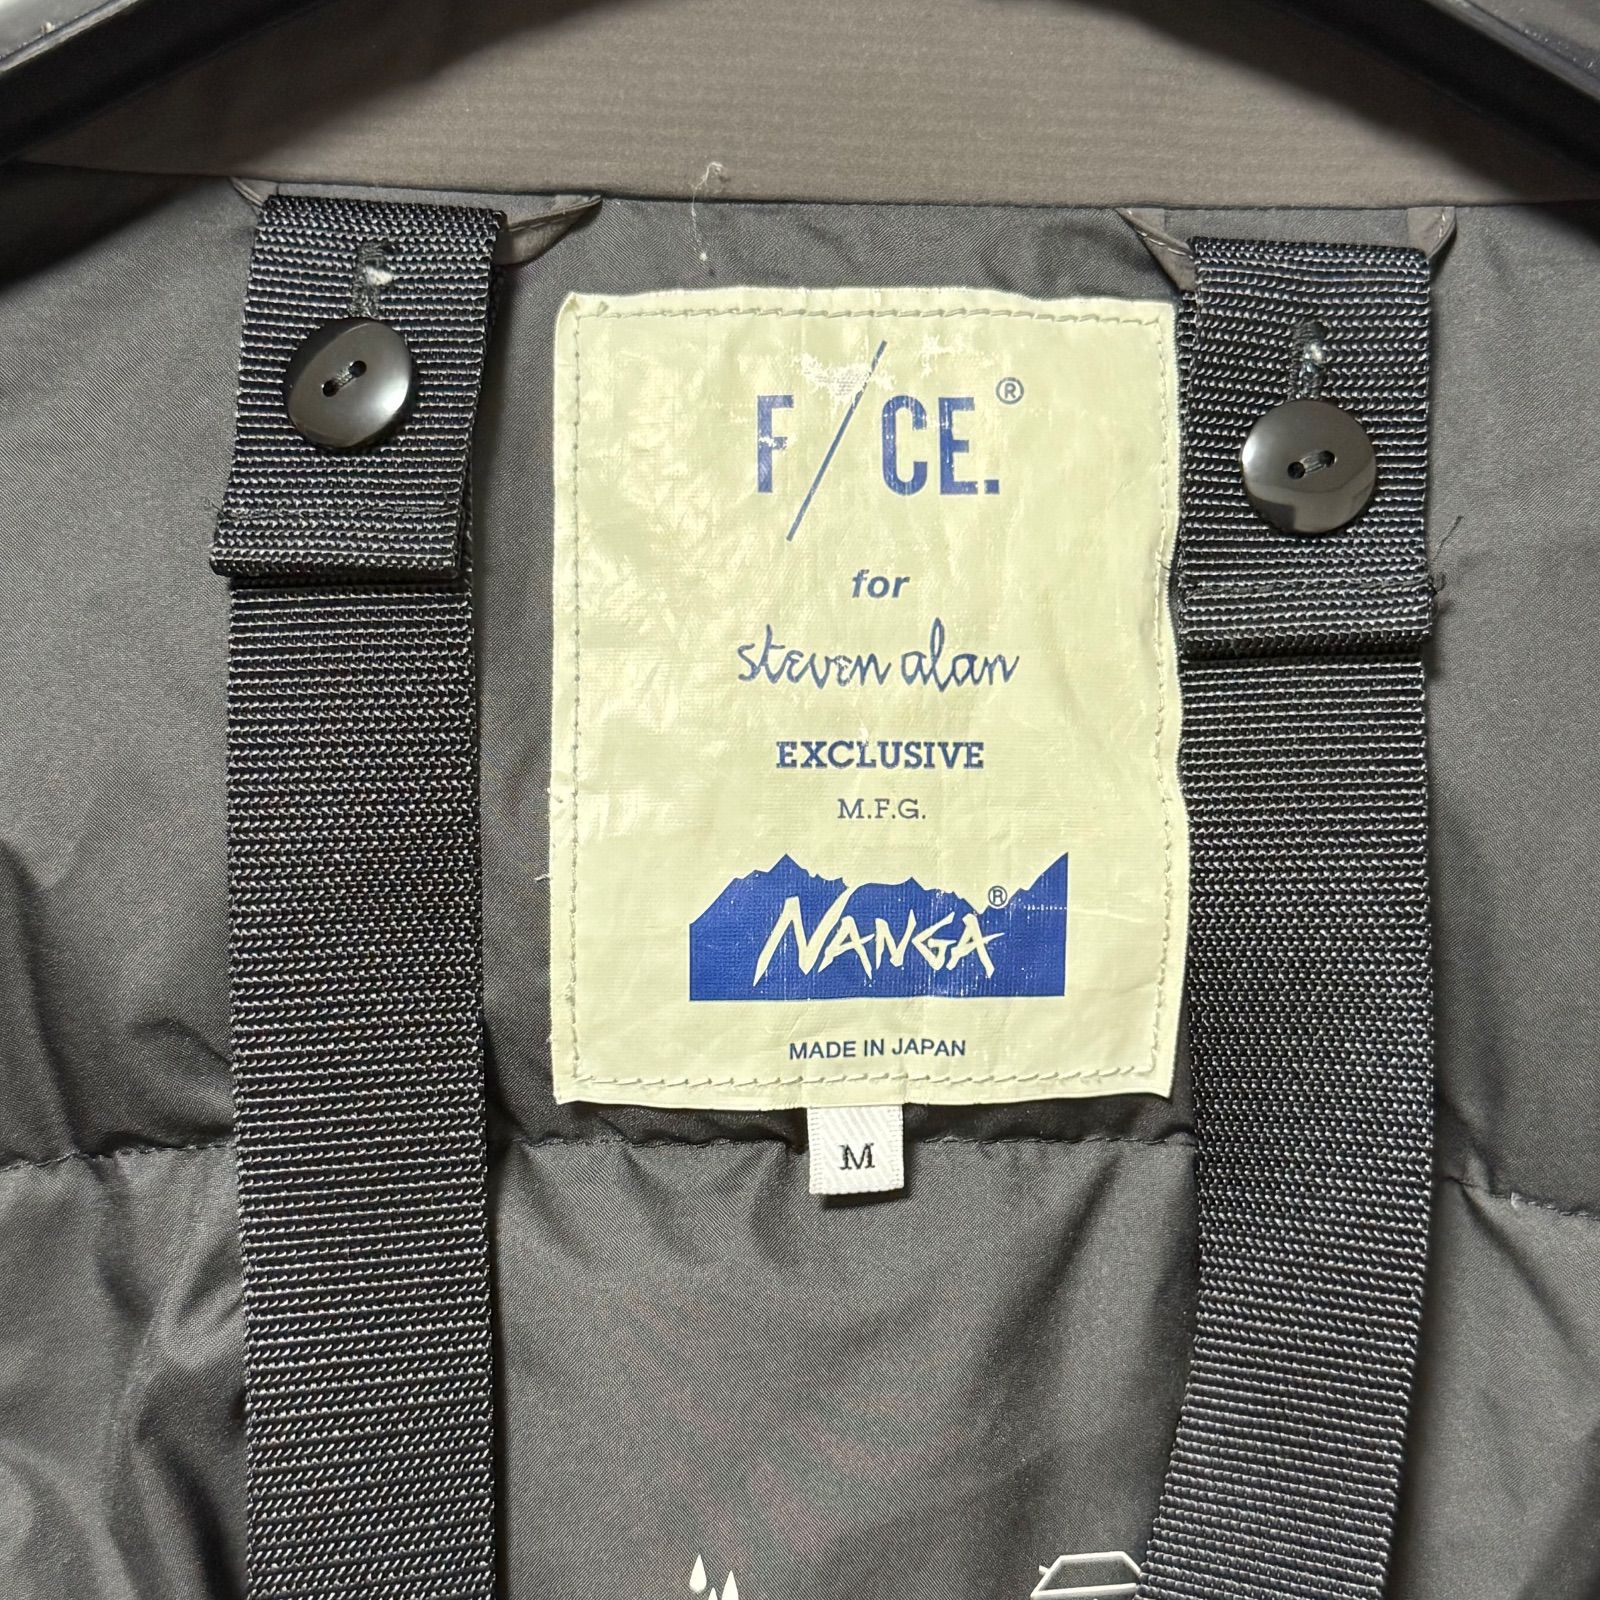 F/CE.®
for
steven alan
EXCLUSIVE
M.F.G.
NANGA®
MADE IN JAPAN
M